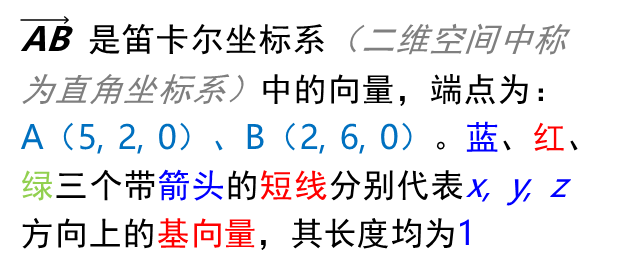 AB 是笛卡尔坐标系（二维空间中称
为直角坐标系）中的向量，端点为：
A（5, 2, 0）、B（2, 6, 0）。蓝、红、
绿三个带箭头的短线分别代表x, y, z
方向上的基向量，其长度均为1